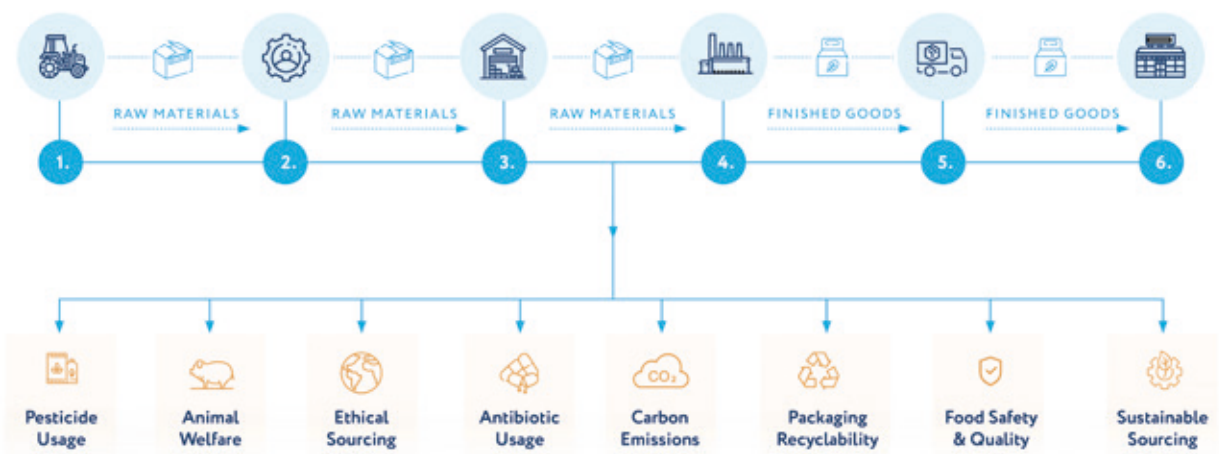 RAW MATERIALS
RAW MATERIALS
RAW MATERIALS
FINISHED GOODS
FINISHED GOODS
1.
2.
3.
4.
5.
6.
Pesticide
Usage
Animal
Welfare
Ethical
Sourcing
Antibiotic
Usage
CO2
Carbon
Emissions
Packaging
Recyclability
Food Safety
& Quality
Sustainable
Sourcing